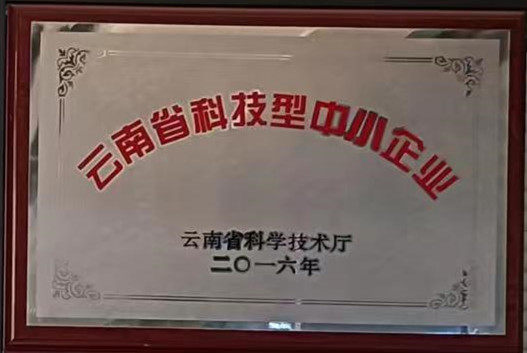 云南省科技型中小企业
云南省科学技术厅
二〇一六年